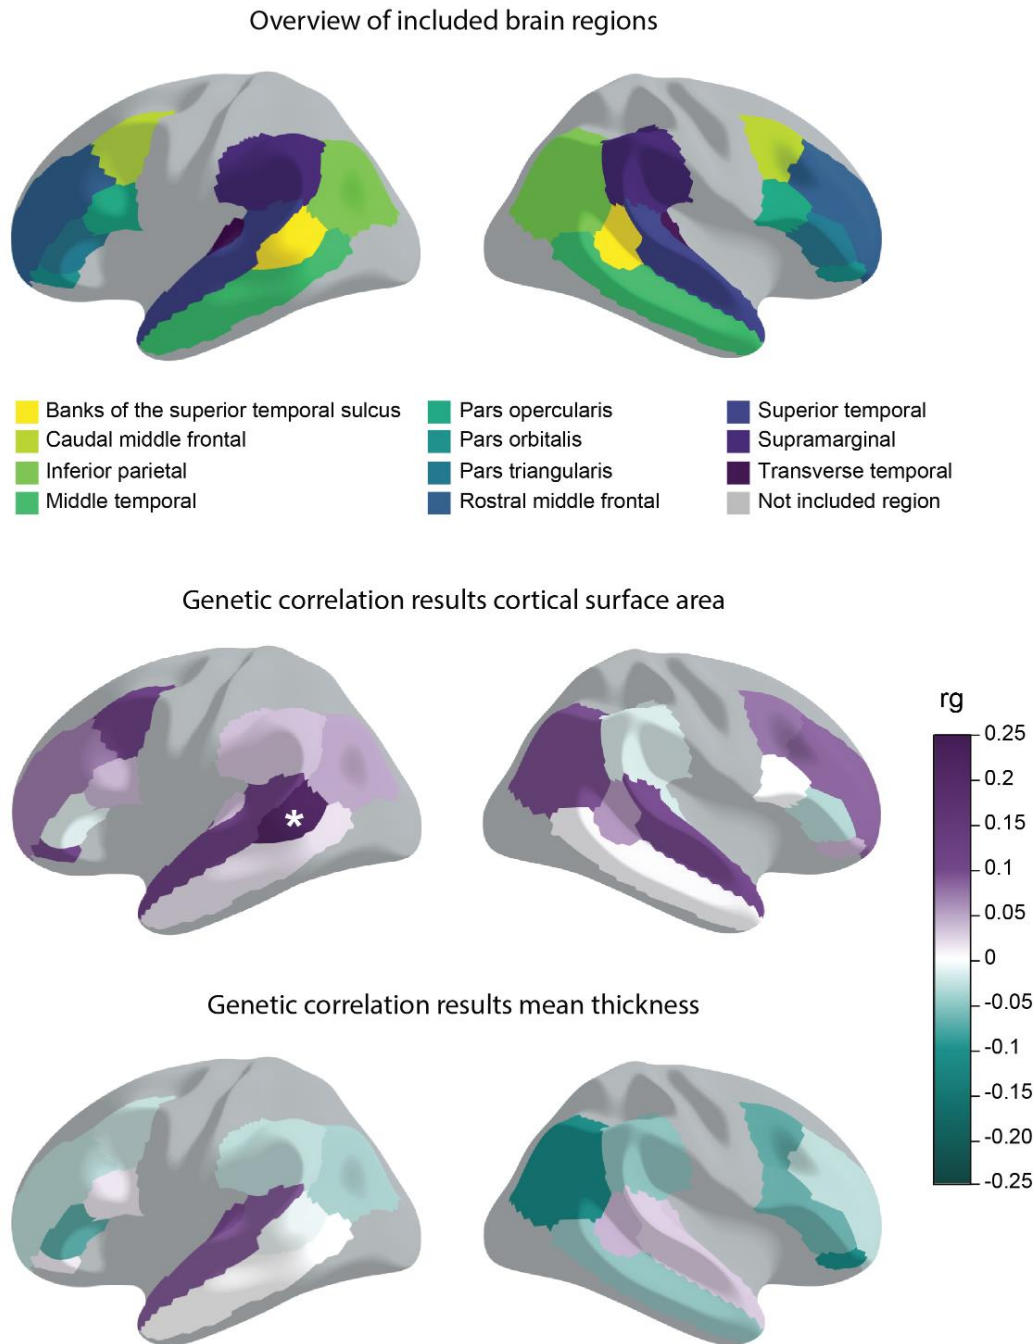 Overview of included brain regions
Banks of the superior temporal sulcus
Caudal middle frontal
Inferior parietal
Middle temporal
Pars opercularis
Pars orbitalis
Pars triangularis
Rostral middle frontal
Superior temporal
Supramarginal
Transverse temporal
Not included region
Genetic correlation results cortical surface area
*
rg
0.25
0.2
0.15
0.1
0.05
0
-0.05
-0.1
-0.15
-0.20
-0.25
Genetic correlation results mean thickness